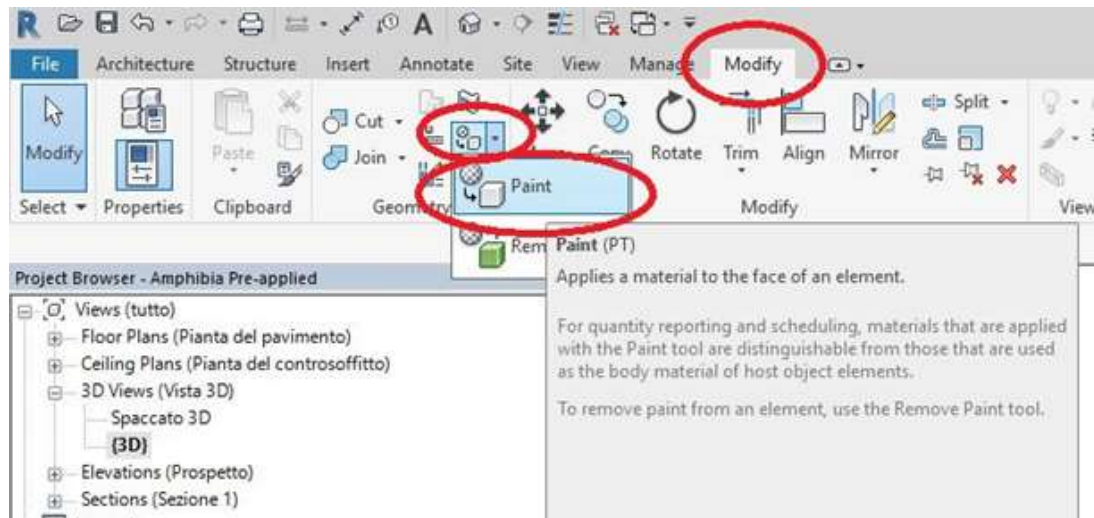 R A
File Architecture Structure Insert Annotate Site View Manage Modify
Cut Split
Modify Paste Join Rotate Trim Align Mirror
Paint
Select Properties Clipboard Geometry Modify View
Paint (PT)
Project Browser - Amphibia Pre-applied
Applies a material to the face of an element.
Views (tutto)
Floor Plans (Pianta del pavimento)
For quantity reporting and scheduling, materials that are applied
Ceiling Plans (Pianta del controsoffitto)
with the Paint tool are distinguishable from those that are used
3D Views (Vista 3D)
as the body material of host object elements.
Spaccato 3D
To remove paint from an element, use the Remove Paint tool.
{3D}
Elevations (Prospetto)
Sections (Sezione 1)